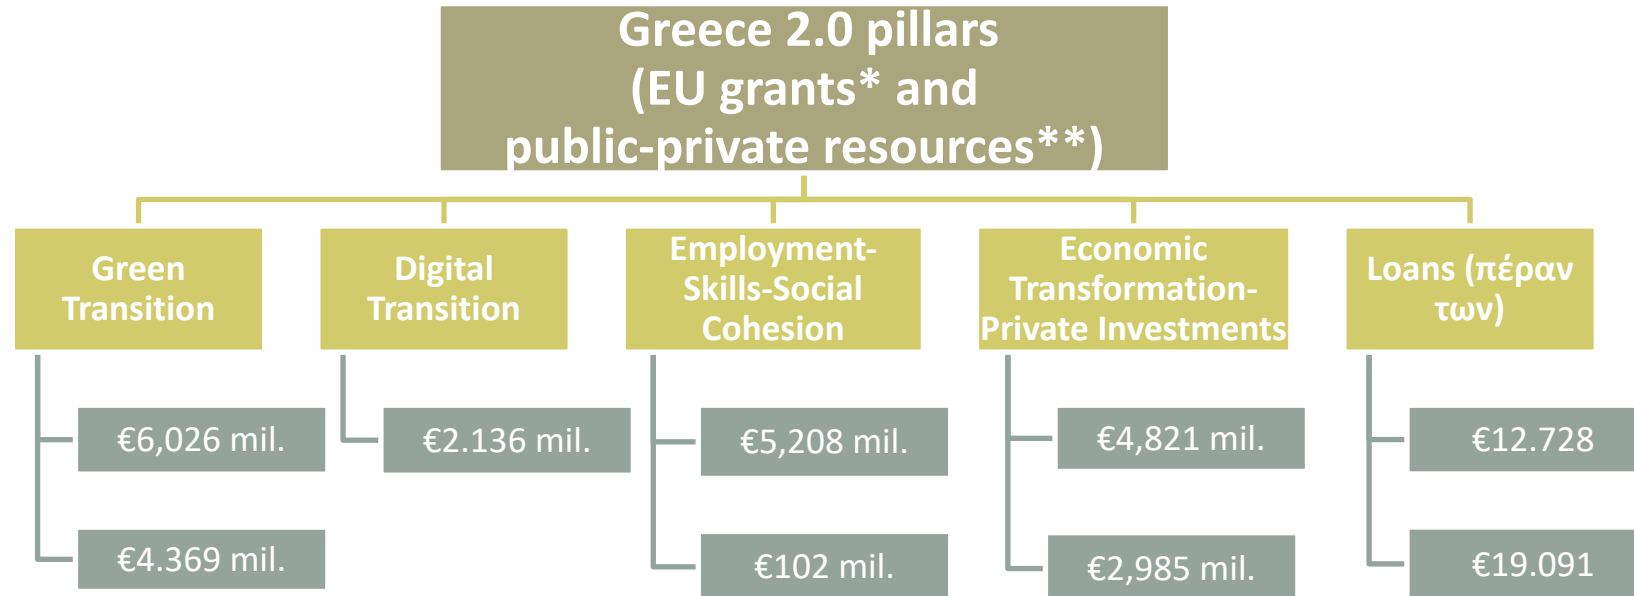 Greece 2.0 pillars
(EU grants* and
public-private resources**)
Green
Transition
Digital
Transition
Employment-
Skills-Social
Cohesion
Economic
Transformation-
Private Investments
Loans (πέραν
των)
€6,026 mil.
€2.136 mil.
€5,208 mil.
€4,821 mil.
€12.728
€4.369 mil.
€102 mil.
€2,985 mil.
€19.091